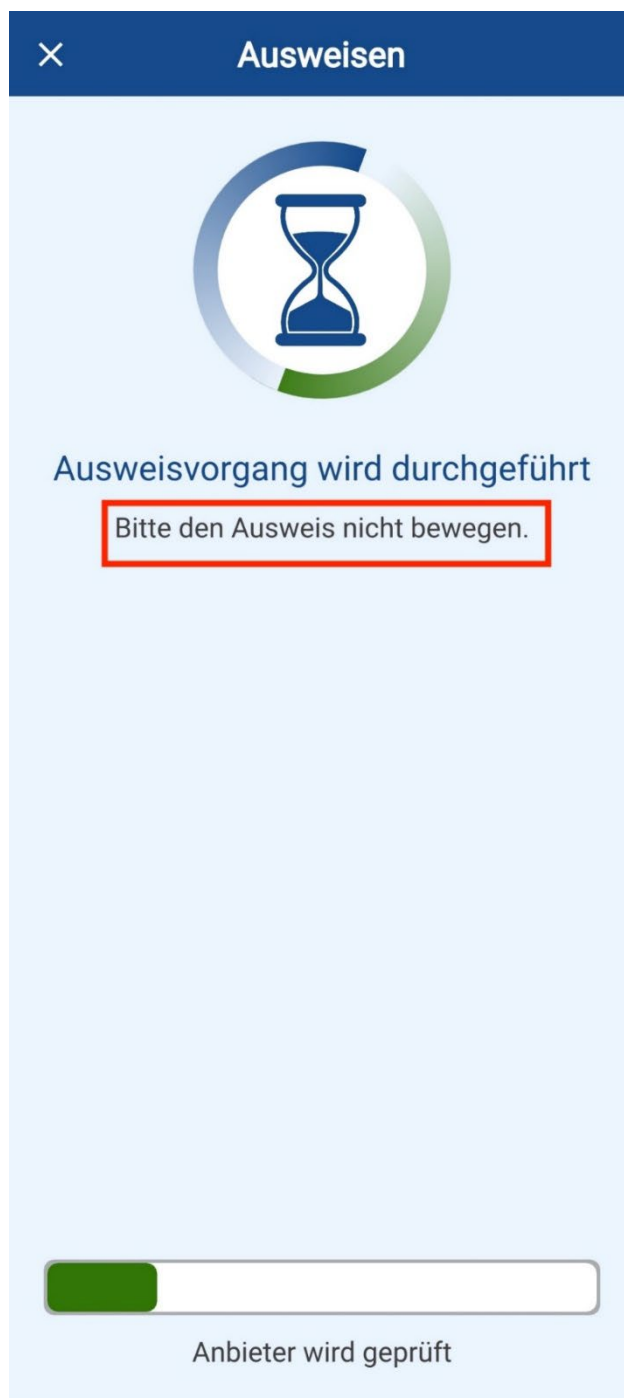 Ausweisen
Ausweisvorgang wird durchgeführt
Bitte den Ausweis nicht bewegen.
Anbieter wird geprüft